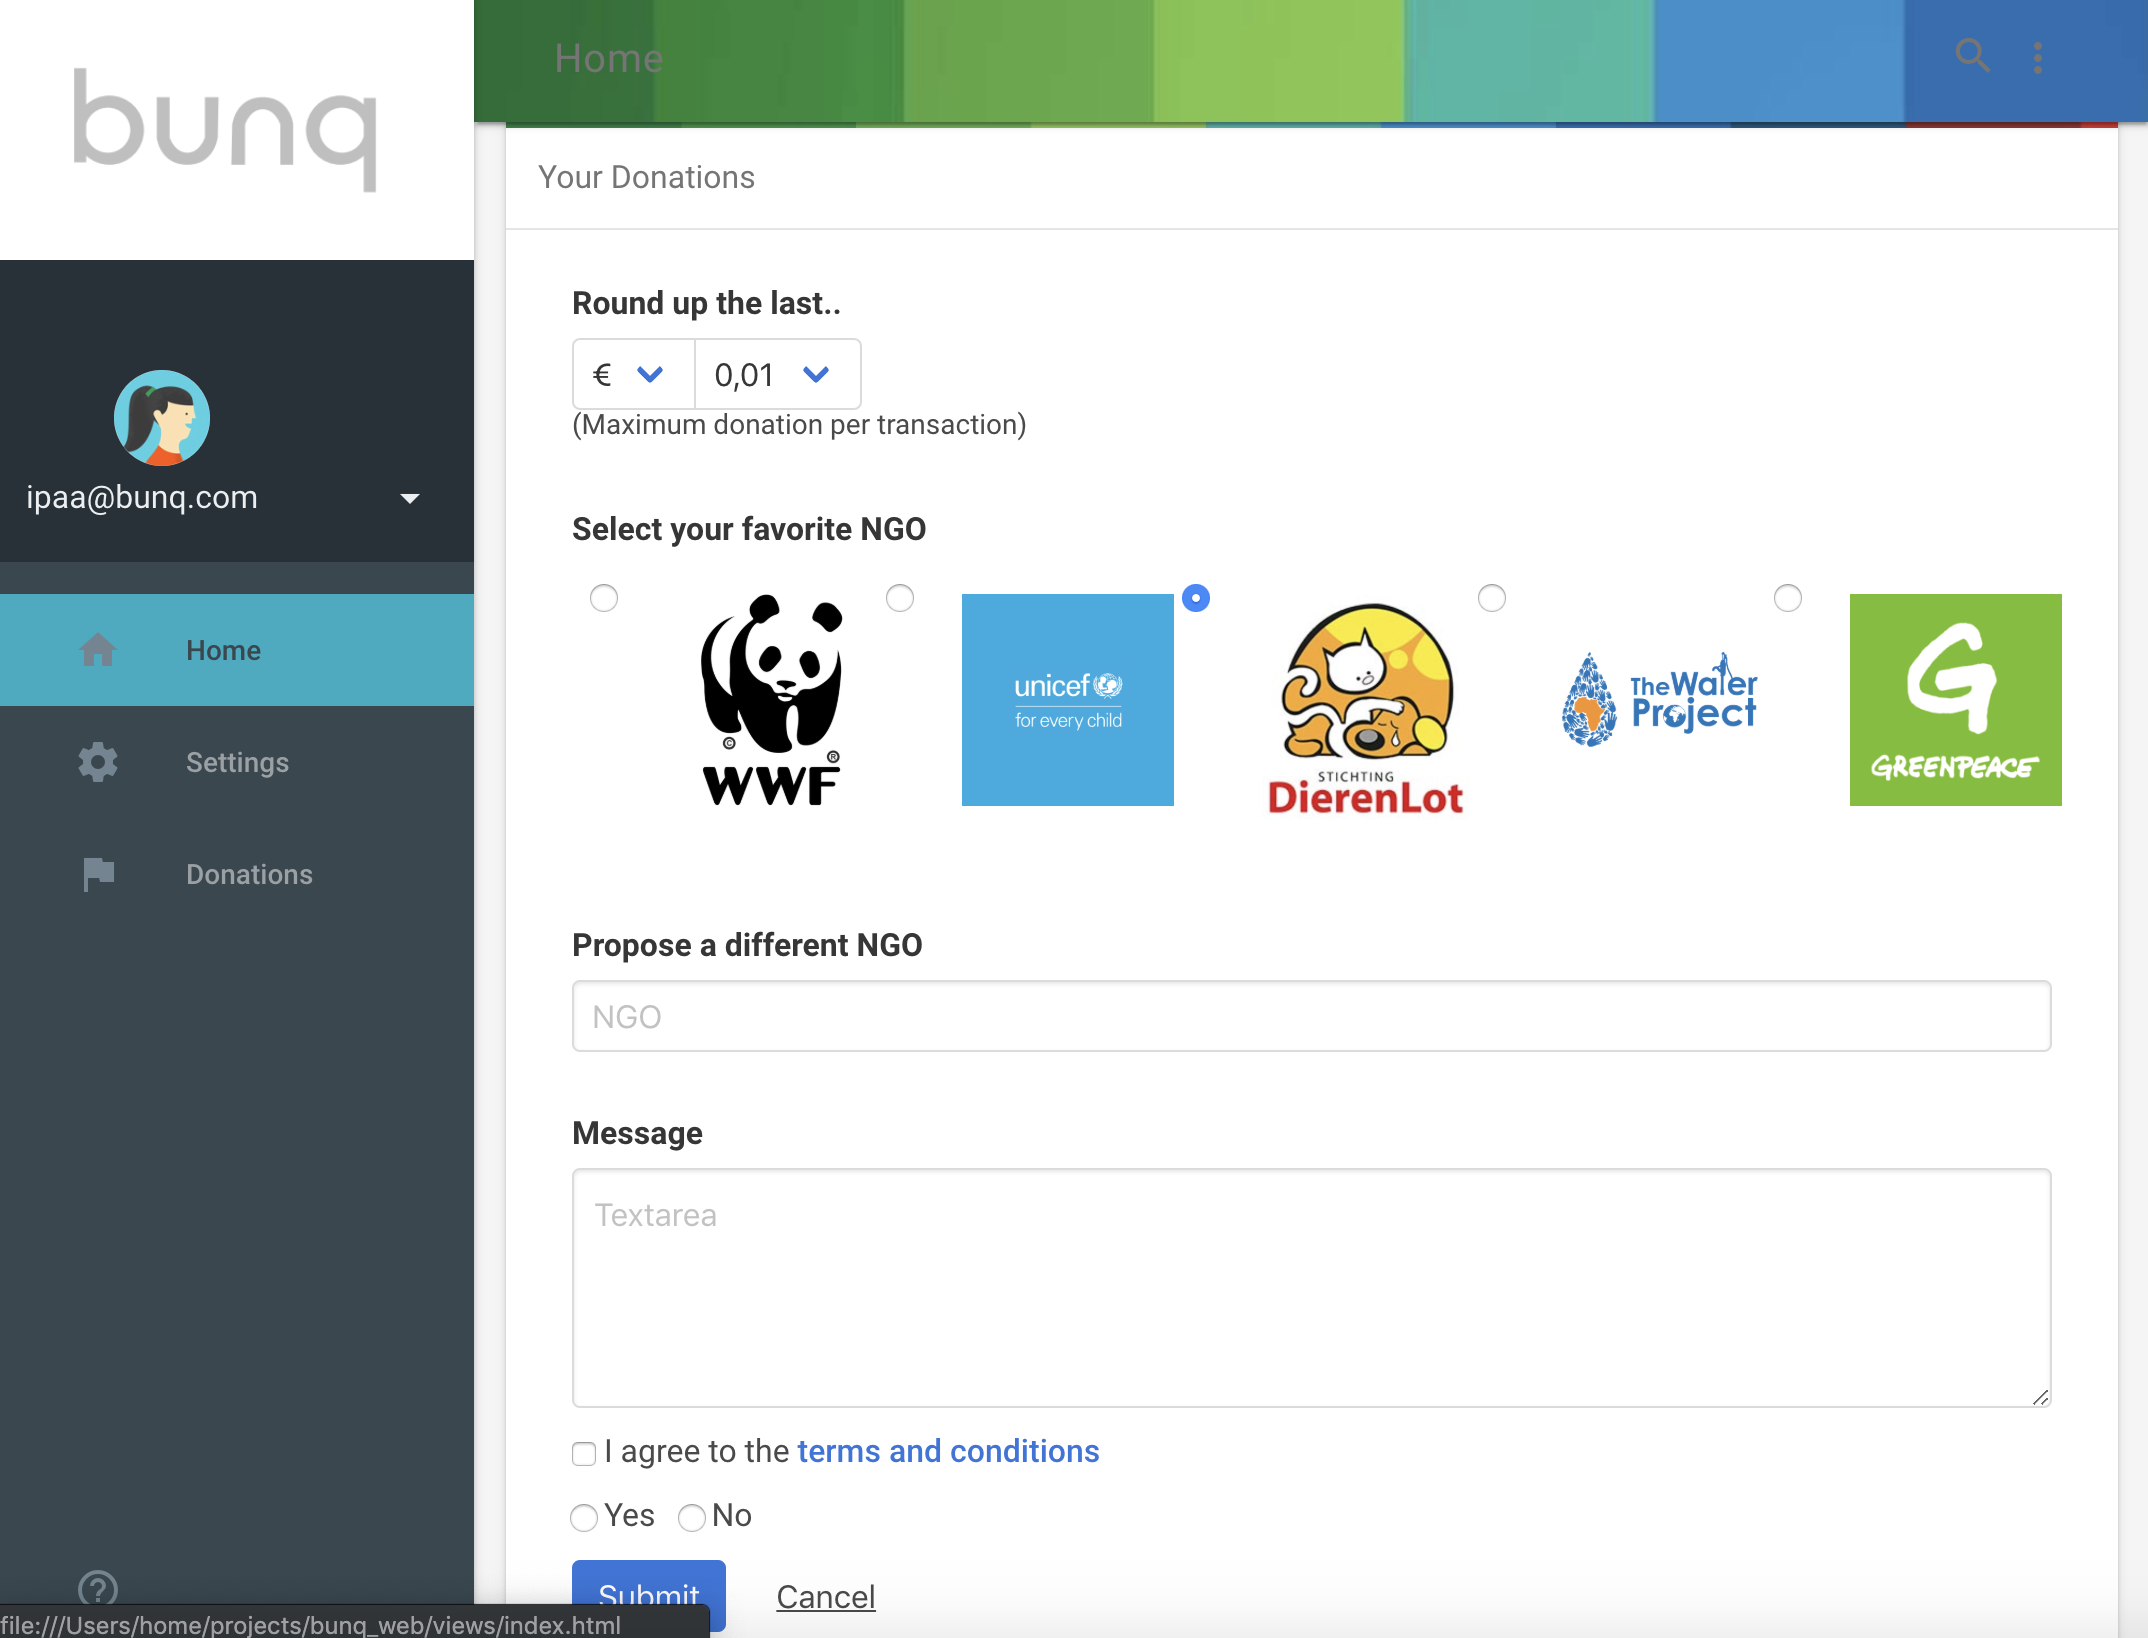 bunq
Home
Your Donations
ipaa@bunq.com
Home
Settings
Donations
Round up the last..
€ 0,01
(Maximum donation per transaction)
Select your favorite NGO
© ® WWF
unicef
for every child
STICHTING
DierenLot
The Water
Project
GREENPEACE
Propose a different NGO
NGO
Message
Textarea
I agree to the terms and conditions
Yes No
Submit Cancel
file:///Users/home/projects/bunq_web/views/index.html